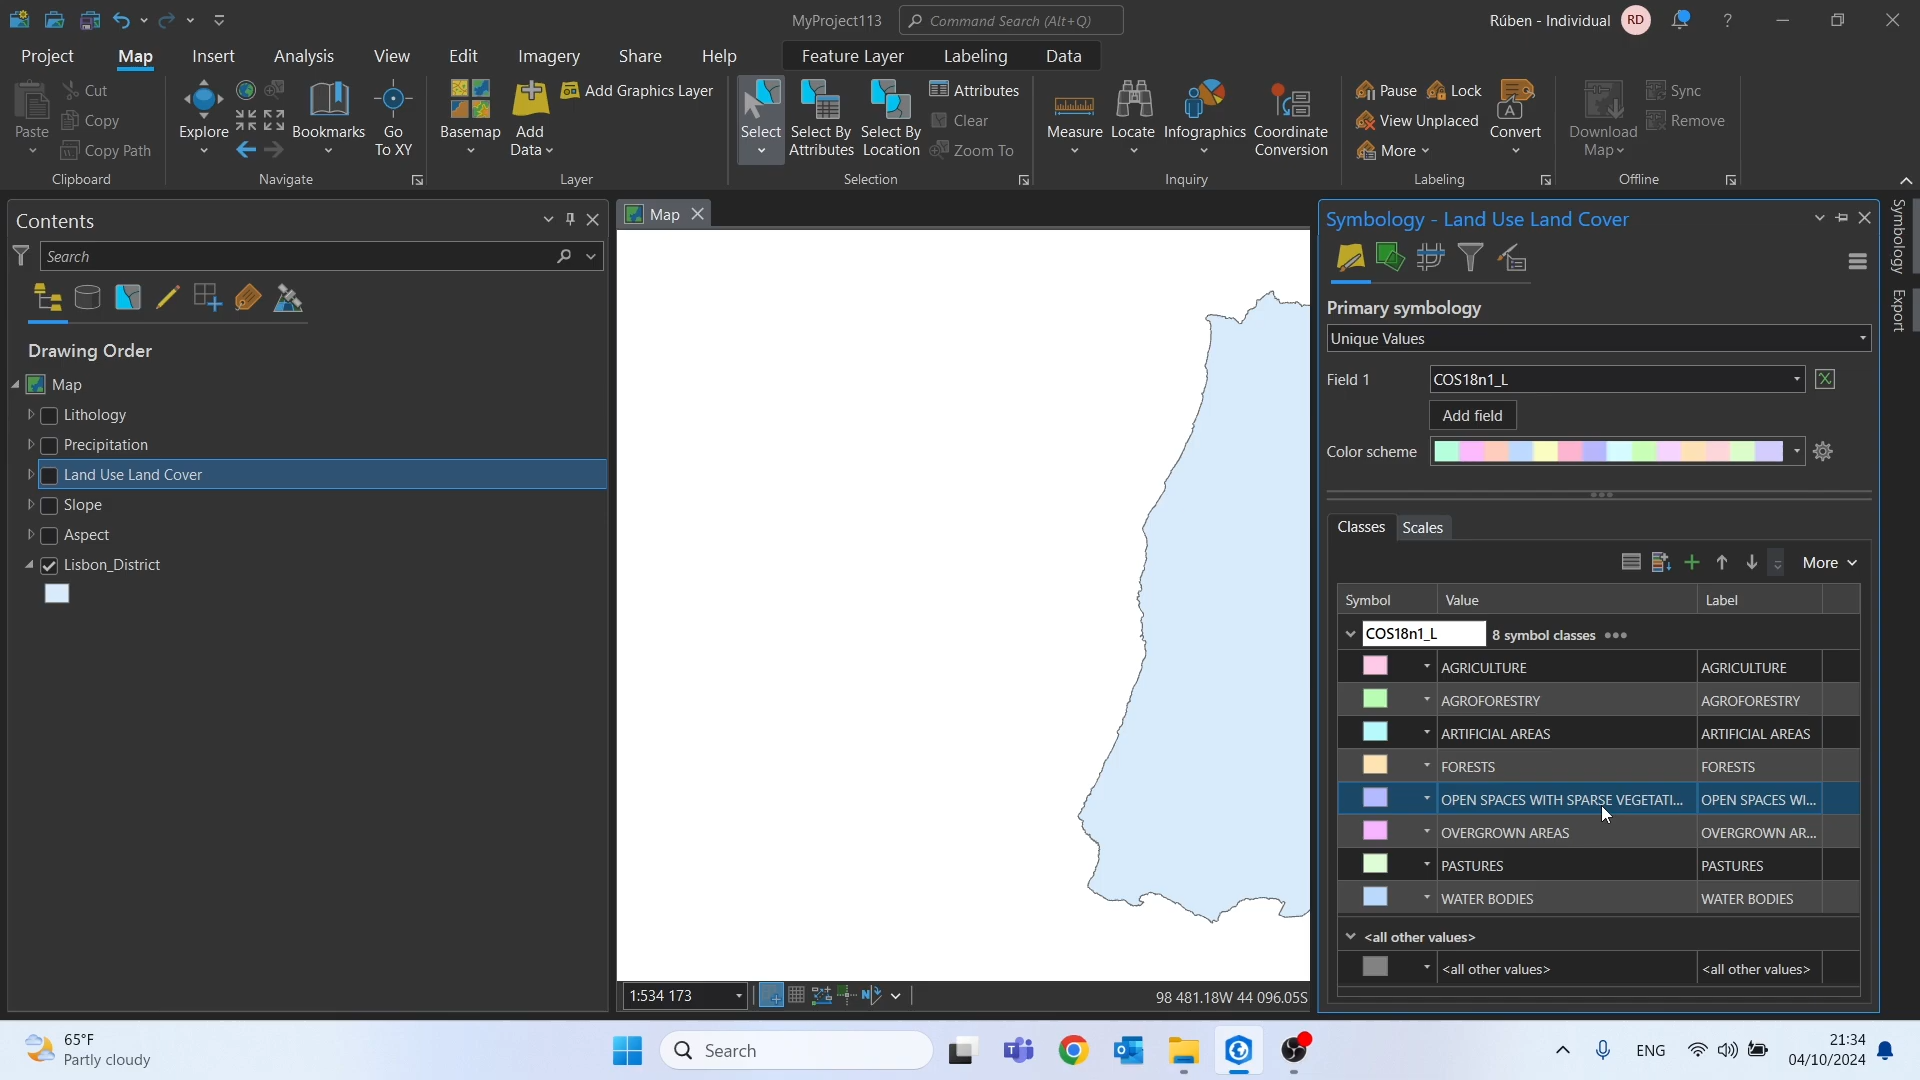 MyProject113
Command Search (Alt+Q)
Rúben - Individual
RD
?
Project
Map
Insert
Analysis
View
Edit
Imagery
Share
Help
Feature Layer
Labeling
Data
Paste
Cut
Copy
Copy Path
Clipboard
Explore
Bookmarks
Go
To XY
Navigate
Basemap
Add
Data
Add Graphics Layer
Layer
Select
Select By
Attributes
Select By
Location
Attributes
Clear
Zoom To
Selection
Measure
Locate
Infographics
Coordinate
Conversion
Inquiry
Pause
Lock
View Unplaced
More
Convert
Labeling
Download
Map
Sync
Remove
Offline
Contents
Search
Drawing Order
Map
Lithology
Precipitation
Land Use Land Cover
Slope
Aspect
Lisbon_District
Map
1:534 173
98 481.18W 44 096.05S
Symbology - Land Use Land Cover
Primary symbology
Unique Values
Field 1
COS18n1_L
Add field
Color scheme
Classes
Scales
More
Symbol
Value
Label
COS18n1_L
8 symbol classes
AGRICULTURE
AGRICULTURE
AGROFORESTRY
AGROFORESTRY
ARTIFICIAL AREAS
ARTIFICIAL AREAS
FORESTS
FORESTS
OPEN SPACES WITH SPARSE VEGETATI...
OPEN SPACES WI...
OVERGROWN AREAS
OVERGROWN AR...
PASTURES
PASTURES
WATER BODIES
WATER BODIES
<all other values>
<all other values>
<all other values>
Symbology
Export
65°F
Partly cloudy
Search
ENG
21:34
04/10/2024